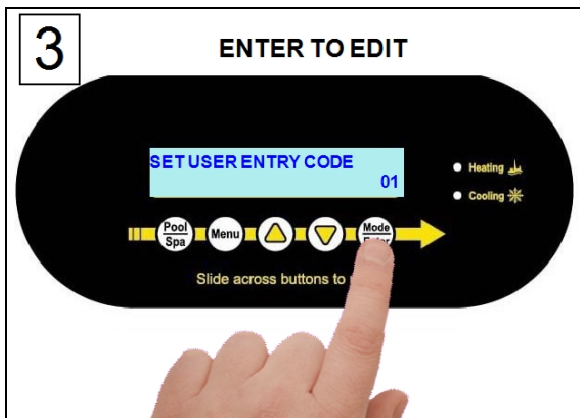 3
ENTER TO EDIT
SET USER ENTRY CODE
01
Heating
Cooling
Pool
Spa
Menu
Mode
Slide across buttons to